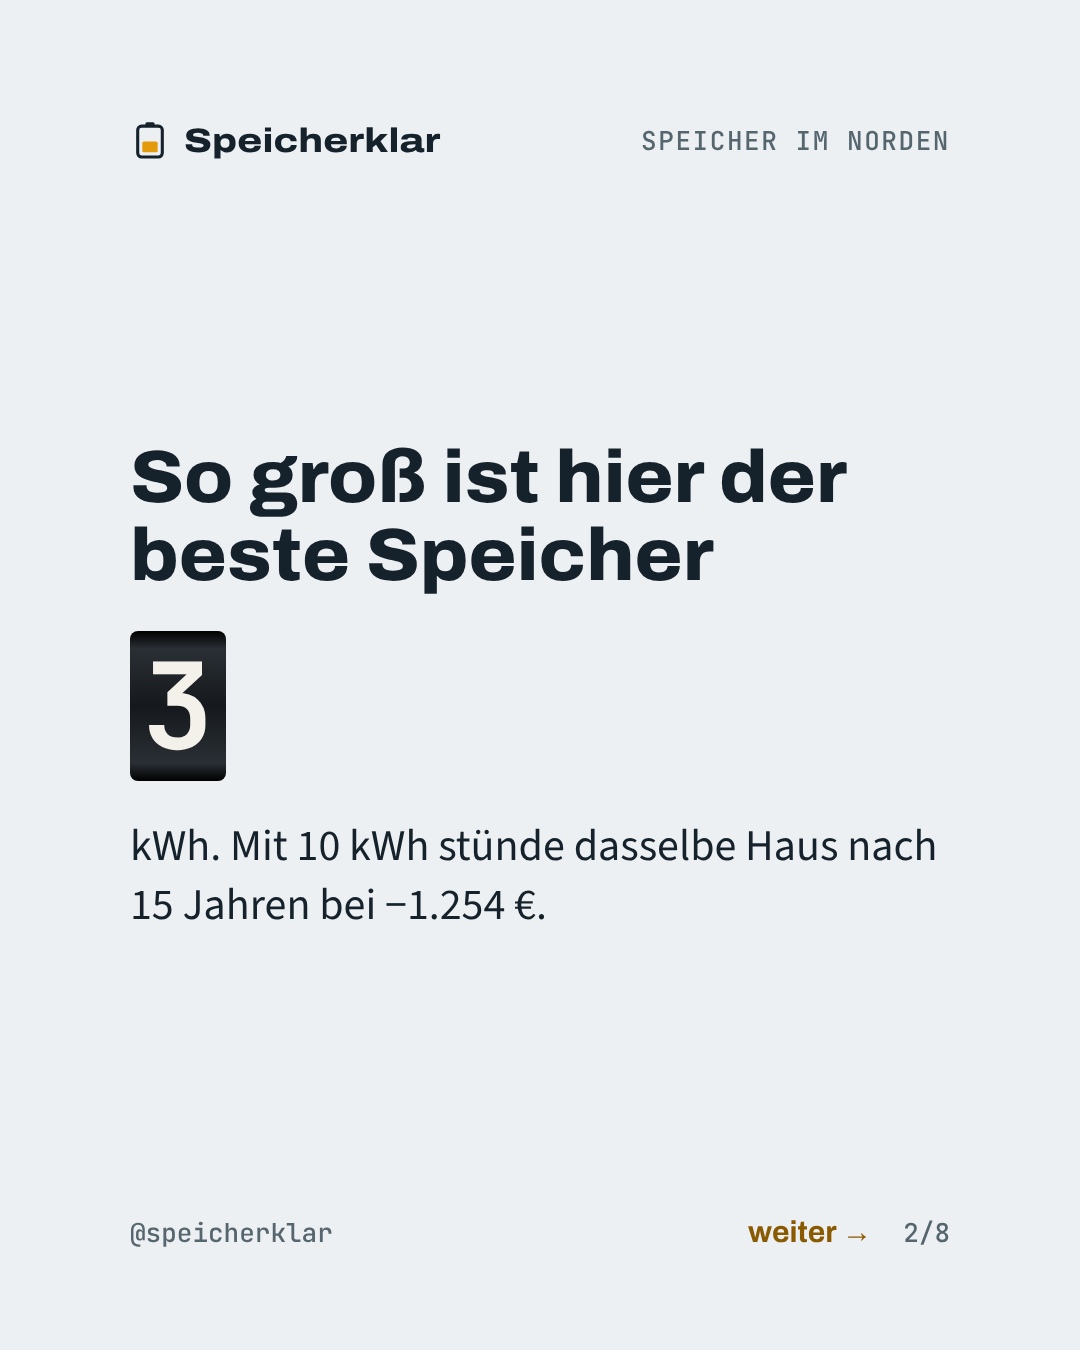 Speicherklar
SPEICHER IM NORDEN
So groß ist hier der
beste Speicher
3
kWh. Mit 10 kWh stünde dasselbe Haus nach
15 Jahren bei −1.254 €.
@speicherklar
weiter →
2/8